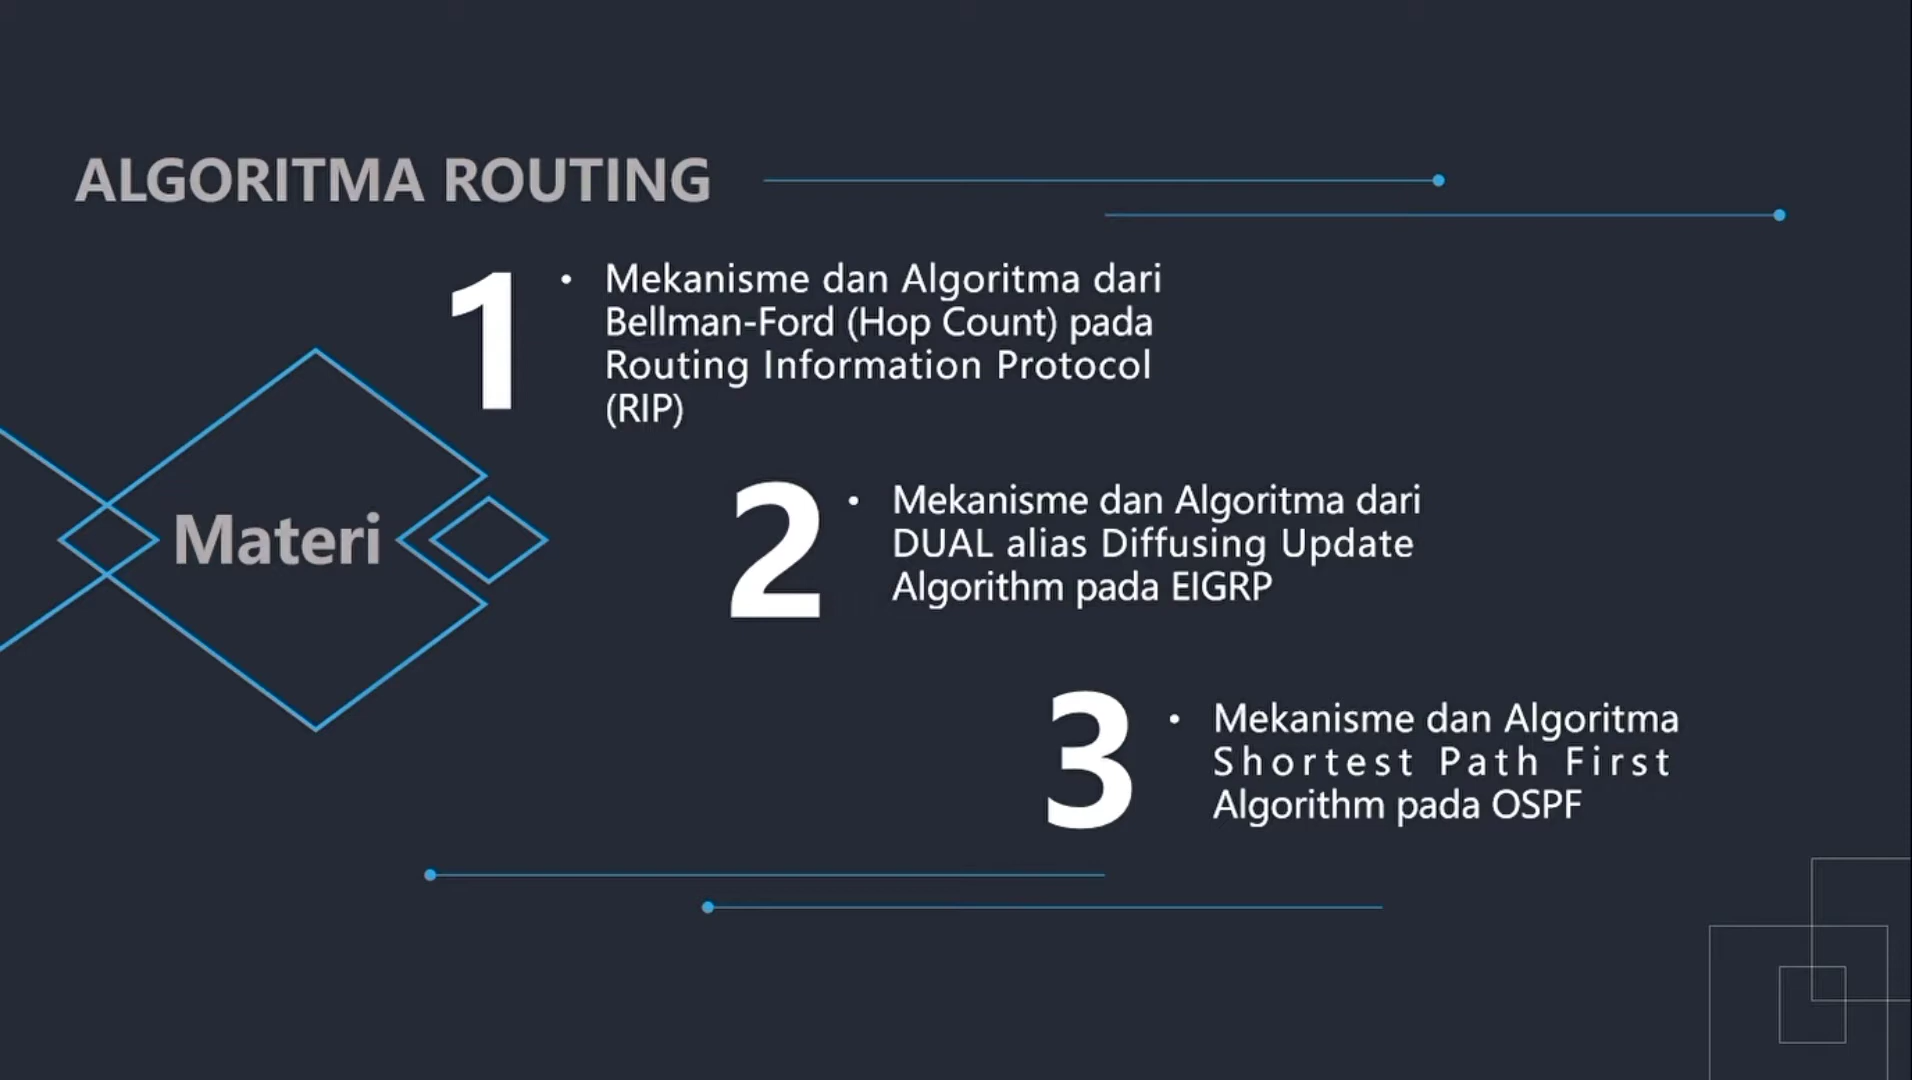 ALGORITMA ROUTING
1
• Mekanisme dan Algoritma dari
Bellman-Ford (Hop Count) pada
Routing Information Protocol
(RIP)
Materi
2
• Mekanisme dan Algoritma dari
DUAL alias Diffusing Update
Algorithm pada EIGRP
3
• Mekanisme dan Algoritma
Shortest Path First
Algorithm pada OSPF